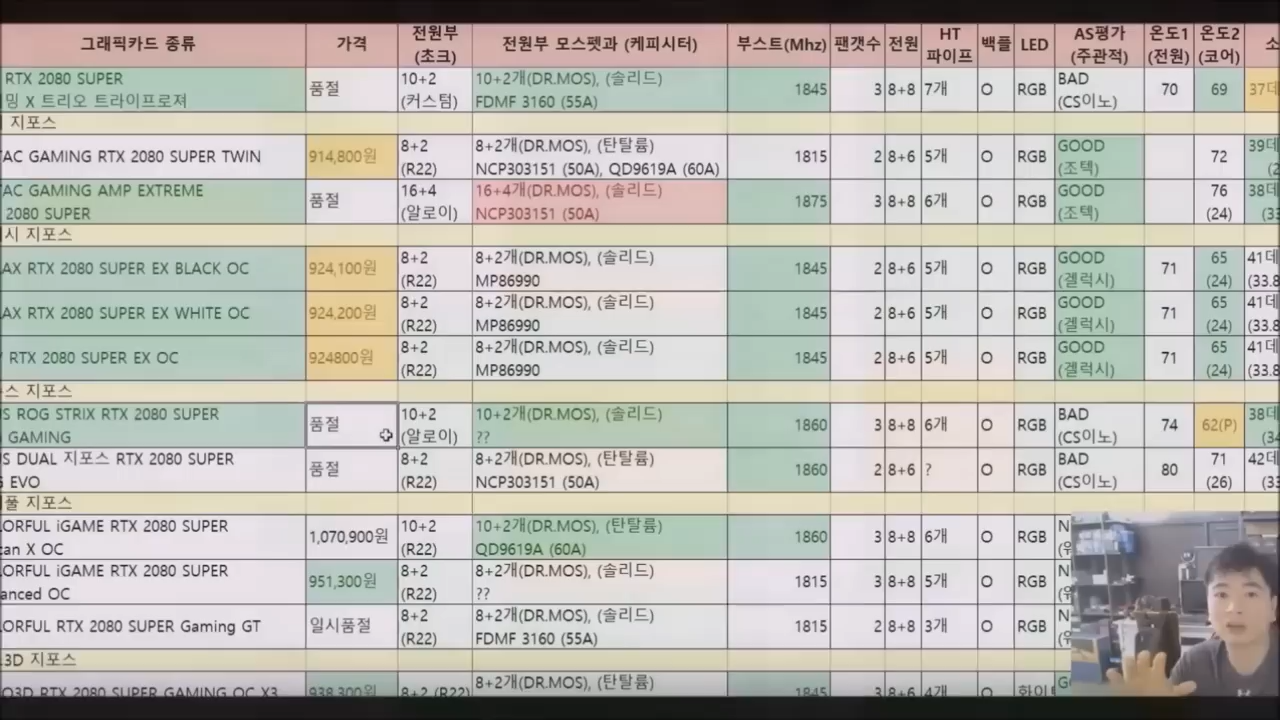 그래픽카드 종류 가격 전원부 (초크) 전원부 모스펫과 (케피시터) 부스트(Mhz) 팬갯수 전원 HT 파이프 백플 LED AS평가 (주관적) 온도1 (전원) 온도2 (코어) 소
RTX 2080 SUPER 품절 10+2 10+2개(DR.MOS), (솔리드) 1845 3 8+8 7개 O RGB BAD 70 69 37데
밍 X 트리오 트라이프로져 (커스텀) FDMF 3160 (55A) (CS이노)
지포스
TAC GAMING RTX 2080 SUPER TWIN 914,800원 8+2 8+2개(DR.MOS), (탄탈륨) 1815 2 8+6 5개 O RGB GOOD 72 39데
(R22) NCP303151 (50A), QD9619A (60A) (조텍) (2
TAC GAMING AMP EXTREME 품절 16+4 16+4개(DR.MOS), (솔리드) 1875 3 8+8 6개 O RGB GOOD 76 38데
2080 SUPER (알로이) NCP303151 (50A) (조텍) (24) (33
시 지포스
AX RTX 2080 SUPER EX BLACK OC 924,100원 8+2 8+2개(DR.MOS), (솔리드) 1845 2 8+6 5개 O RGB GOOD 71 65 41데
(R22) MP86990 (겔럭시) (24) (33.8
AX RTX 2080 SUPER EX WHITE OC 924,200원 8+2 8+2개(DR.MOS), (솔리드) 1845 2 8+6 5개 O RGB GOOD 71 65 41데
(R22) MP86990 (겔럭시) (24) (33.8
RTX 2080 SUPER EX OC 924800원 8+2 8+2개(DR.MOS), (솔리드) 1845 2 8+6 5개 O RGB GOOD 71 65 41데
(R22) MP86990 (겔럭시) (24) (33.8
스 지포스
S ROG STRIX RTX 2080 SUPER 품절 10+2 10+2개(DR.MOS), (솔리드) 1860 3 8+8 6개 O RGB BAD 74 62(P) 38데
GAMING (알로이) ?? (CS이노) (34
S DUAL 지포스 RTX 2080 SUPER 품절 8+2 8+2개(DR.MOS), (탄탈륨) 1860 2 8+6 ? O RGB BAD 80 71 42데
EVO (R22) NCP303151 (50A) (CS이노) (26) (33
풀 지포스
ORFUL iGAME RTX 2080 SUPER 1,070,900원 10+2 10+2개(DR.MOS), (탄탈륨) 1860 3 8+8 6개 O RGB N
can X OC (R22) QD9619A (60A)
ORFUL iGAME RTX 2080 SUPER 951,300원 8+2 8+2개(DR.MOS), (솔리드) 1815 3 8+8 5개 O RGB N
anced OC (R22) ??
ORFUL RTX 2080 SUPER Gaming GT 일시품절 8+2 8+2개(DR.MOS), (솔리드) 1815 2 8+8 3개 O RGB N
(R22) FDMF 3160 (55A)
3D 지포스
O3D RTX 2080 SUPER GAMING OC X3 938,300원 8+2 (R22) 8+2개(DR.MOS), (탄탈륨) 1845 3 8+6 4개 O 화이